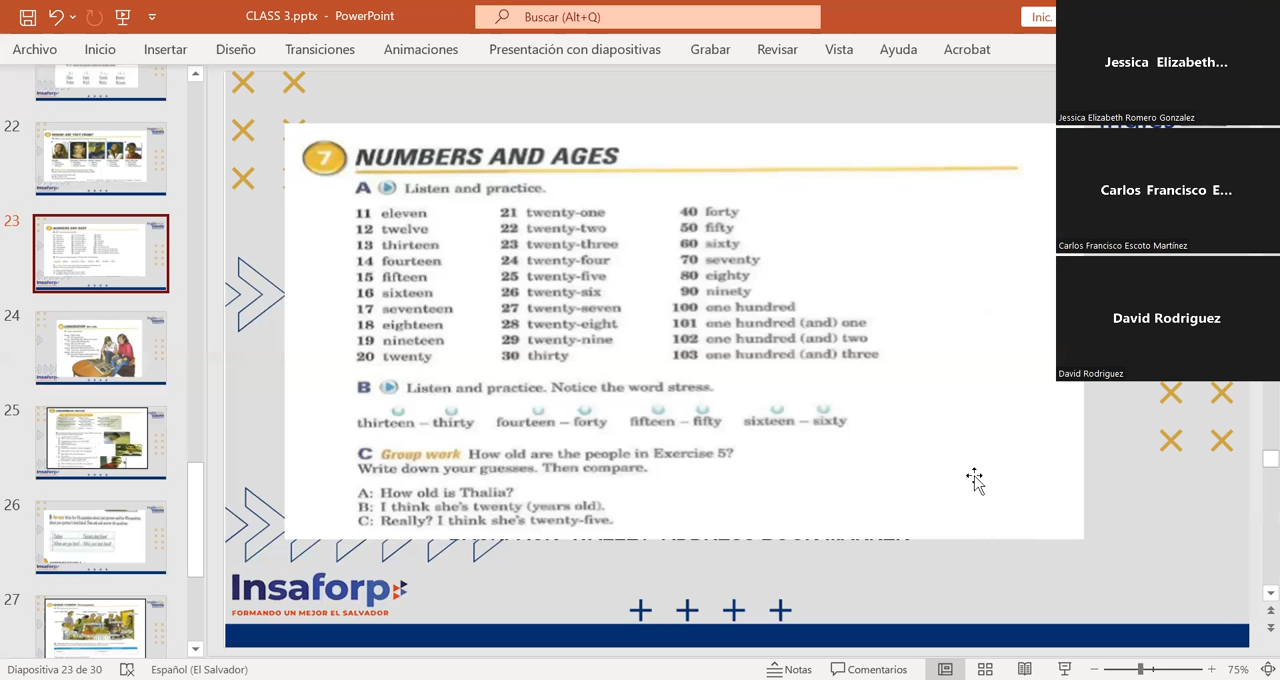 CLASS 3.pptx - PowerPoint
Buscar (Alt+Q)
Inic.
Archivo Inicio Insertar Diseño Transiciones Animaciones Presentación con diapositivas Grabar Revisar Vista Ayuda Acrobat
Jessica Elizabeth...
Jessica Elizabeth Romero Gonzalez
Carlos Francisco E...
Carlos Francisco Escoto Martínez
David Rodriguez
David Rodriguez
22
23
24
25
26
27
7 NUMBERS AND AGES
A Listen and practice.
11 eleven 21 twenty-one 40 forty
12 twelve 22 twenty-two 50 fifty
13 thirteen 23 twenty-three 60 sixty
14 fourteen 24 twenty-four 70 seventy
15 fifteen 25 twenty-five 80 eighty
16 sixteen 26 twenty-six 90 ninety
17 seventeen 27 twenty-seven 100 one hundred
18 eighteen 28 twenty-eight 101 one hundred (and) one
19 nineteen 29 twenty-nine 102 one hundred (and) two
20 twenty 30 thirty 103 one hundred (and) three
B Listen and practice. Notice the word stress.
thirteen – thirty fourteen – forty fifteen – fifty sixteen – sixty
C Group work How old are the people in Exercise 5?
Write down your guesses. Then compare.
A: How old is Thalia?
B: I think she's twenty (years old).
C: Really? I think she's twenty-five.
Insaforp
FORMANDO UN MEJOR EL SALVADOR
Diapositiva 23 de 30 Español (El Salvador) Notas Comentarios 75%